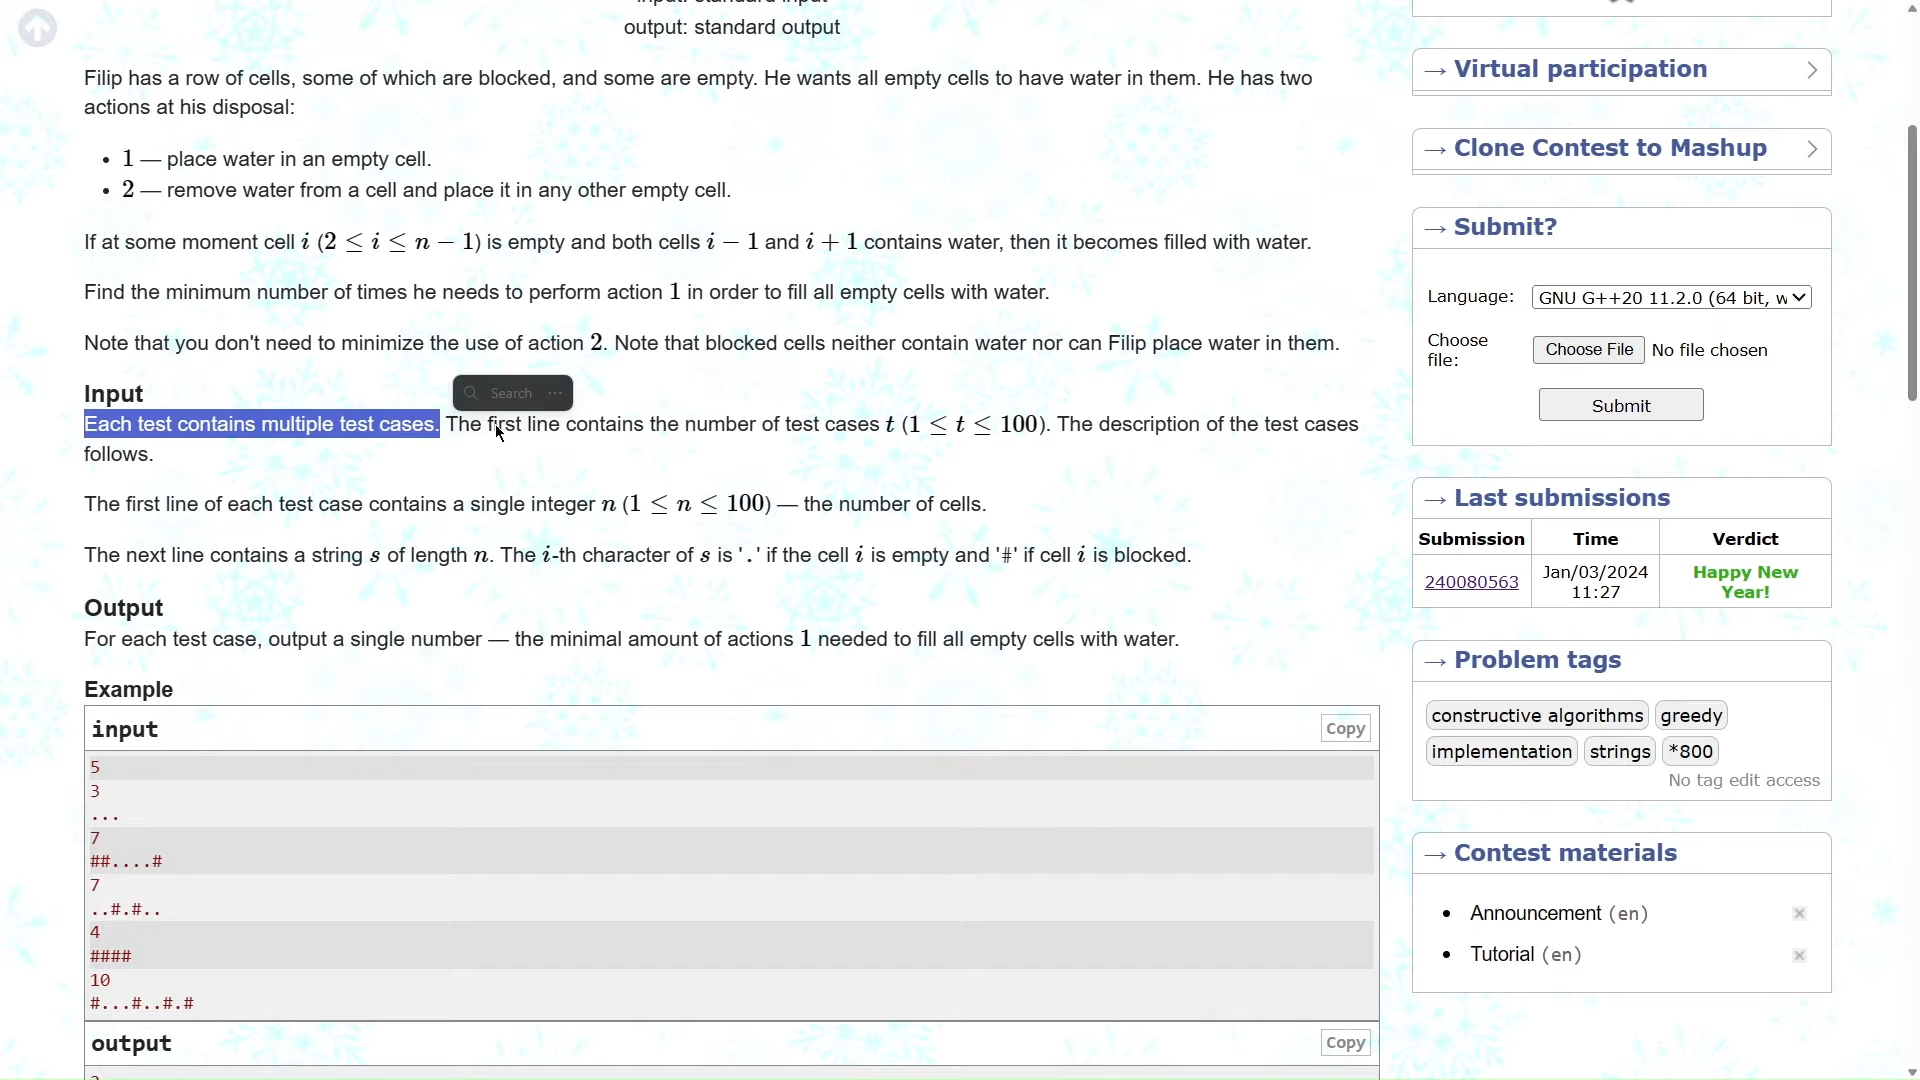 output: standard output
Filip has a row of cells, some of which are blocked, and some are empty. He wants all empty cells to have water in them. He has two
actions at his disposal:
• 1 — place water in an empty cell.
• 2 — remove water from a cell and place it in any other empty cell.
If at some moment cell i (2 ≤ i ≤ n − 1) is empty and both cells i − 1 and i + 1 contains water, then it becomes filled with water.
Find the minimum number of times he needs to perform action 1 in order to fill all empty cells with water.
Note that you don't need to minimize the use of action 2. Note that blocked cells neither contain water nor can Filip place water in them.
Input
Search ...
Each test contains multiple test cases. The first line contains the number of test cases t (1 ≤ t ≤ 100). The description of the test cases
follows.
The first line of each test case contains a single integer n (1 ≤ n ≤ 100) — the number of cells.
The next line contains a string s of length n. The i-th character of s is '.' if the cell i is empty and '#' if cell i is blocked.
Output
For each test case, output a single number — the minimal amount of actions 1 needed to fill all empty cells with water.
Example
input Copy
5
3
...
7
##....#
7
..#.#..
4
####
10
#...#..#.#
output Copy
→ Virtual participation
→ Clone Contest to Mashup
→ Submit?
Language: GNU G++20 11.2.0 (64 bit, w
Choose file: Choose File No file chosen
Submit
→ Last submissions
Submission Time Verdict
240080563 Jan/03/2024 11:27 Happy New Year!
→ Problem tags
constructive algorithms greedy
implementation strings *800
No tag edit access
→ Contest materials
• Announcement (en) ×
• Tutorial (en) ×